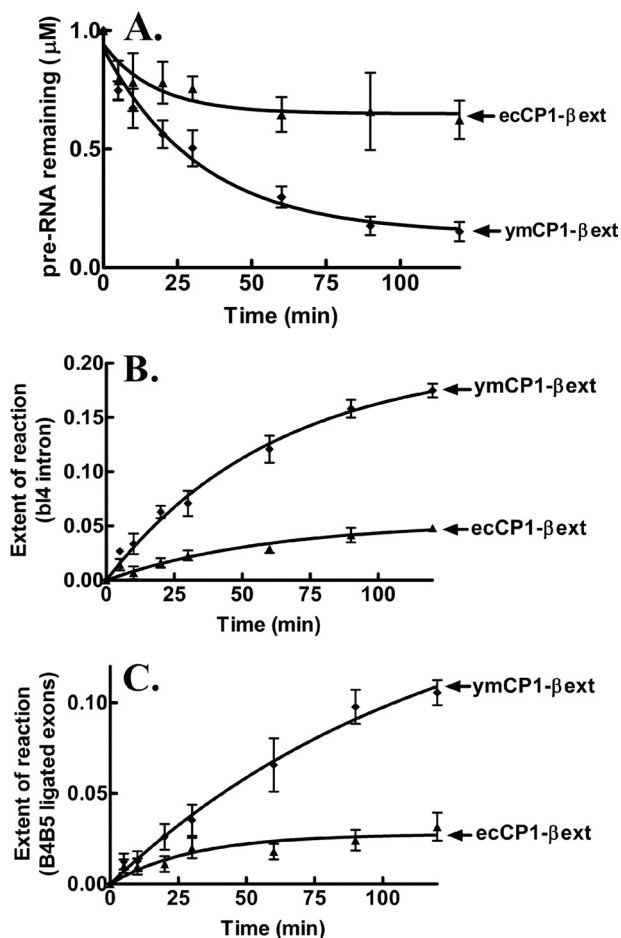 A.
pre-RNA remaining (μM)
1.0
0.5
0.0
ecCP1-βext
ymCP1-βext
0 25 50 75 100
Time (min)
B.
Extent of reaction
(bI4 intron)
0.20
0.15
0.10
0.05
0.00
ymCP1-βext
ecCP1-βext
0 25 50 75 100
Time (min)
C.
Extent of reaction
(B4B5 ligated exons)
0.10
0.05
0.00
ymCP1-βext
ecCP1-βext
0 25 50 75 100
Time (min)